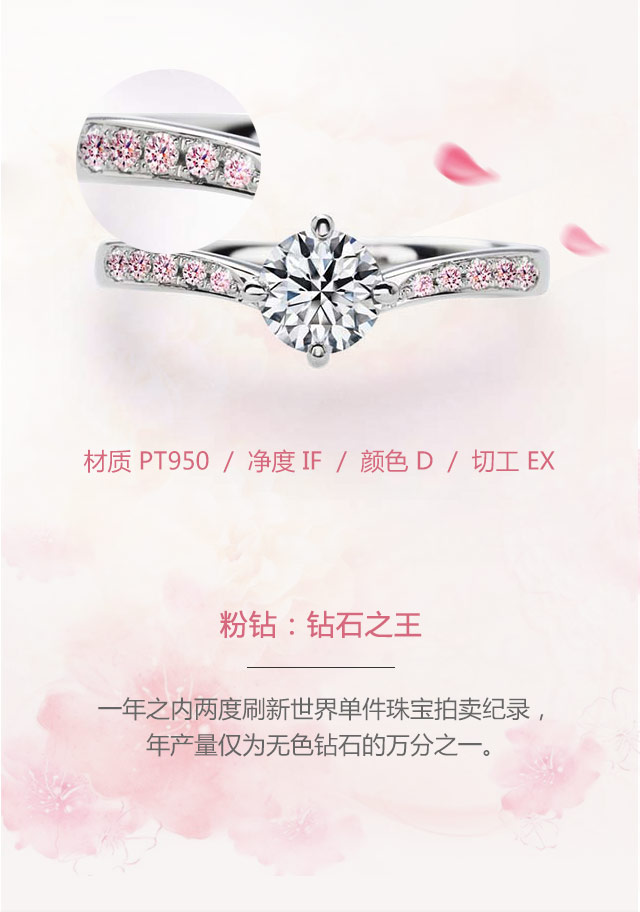 材质 PT950 / 净度 IF / 颜色 D / 切工 EX
粉钻：钻石之王
一年之内两度刷新世界单件珠宝拍卖纪录，
年产量仅为无色钻石的万分之一。